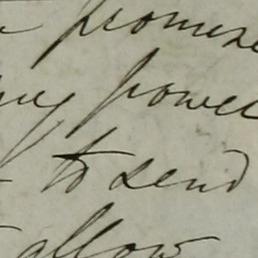 promise
my power
to send
allow